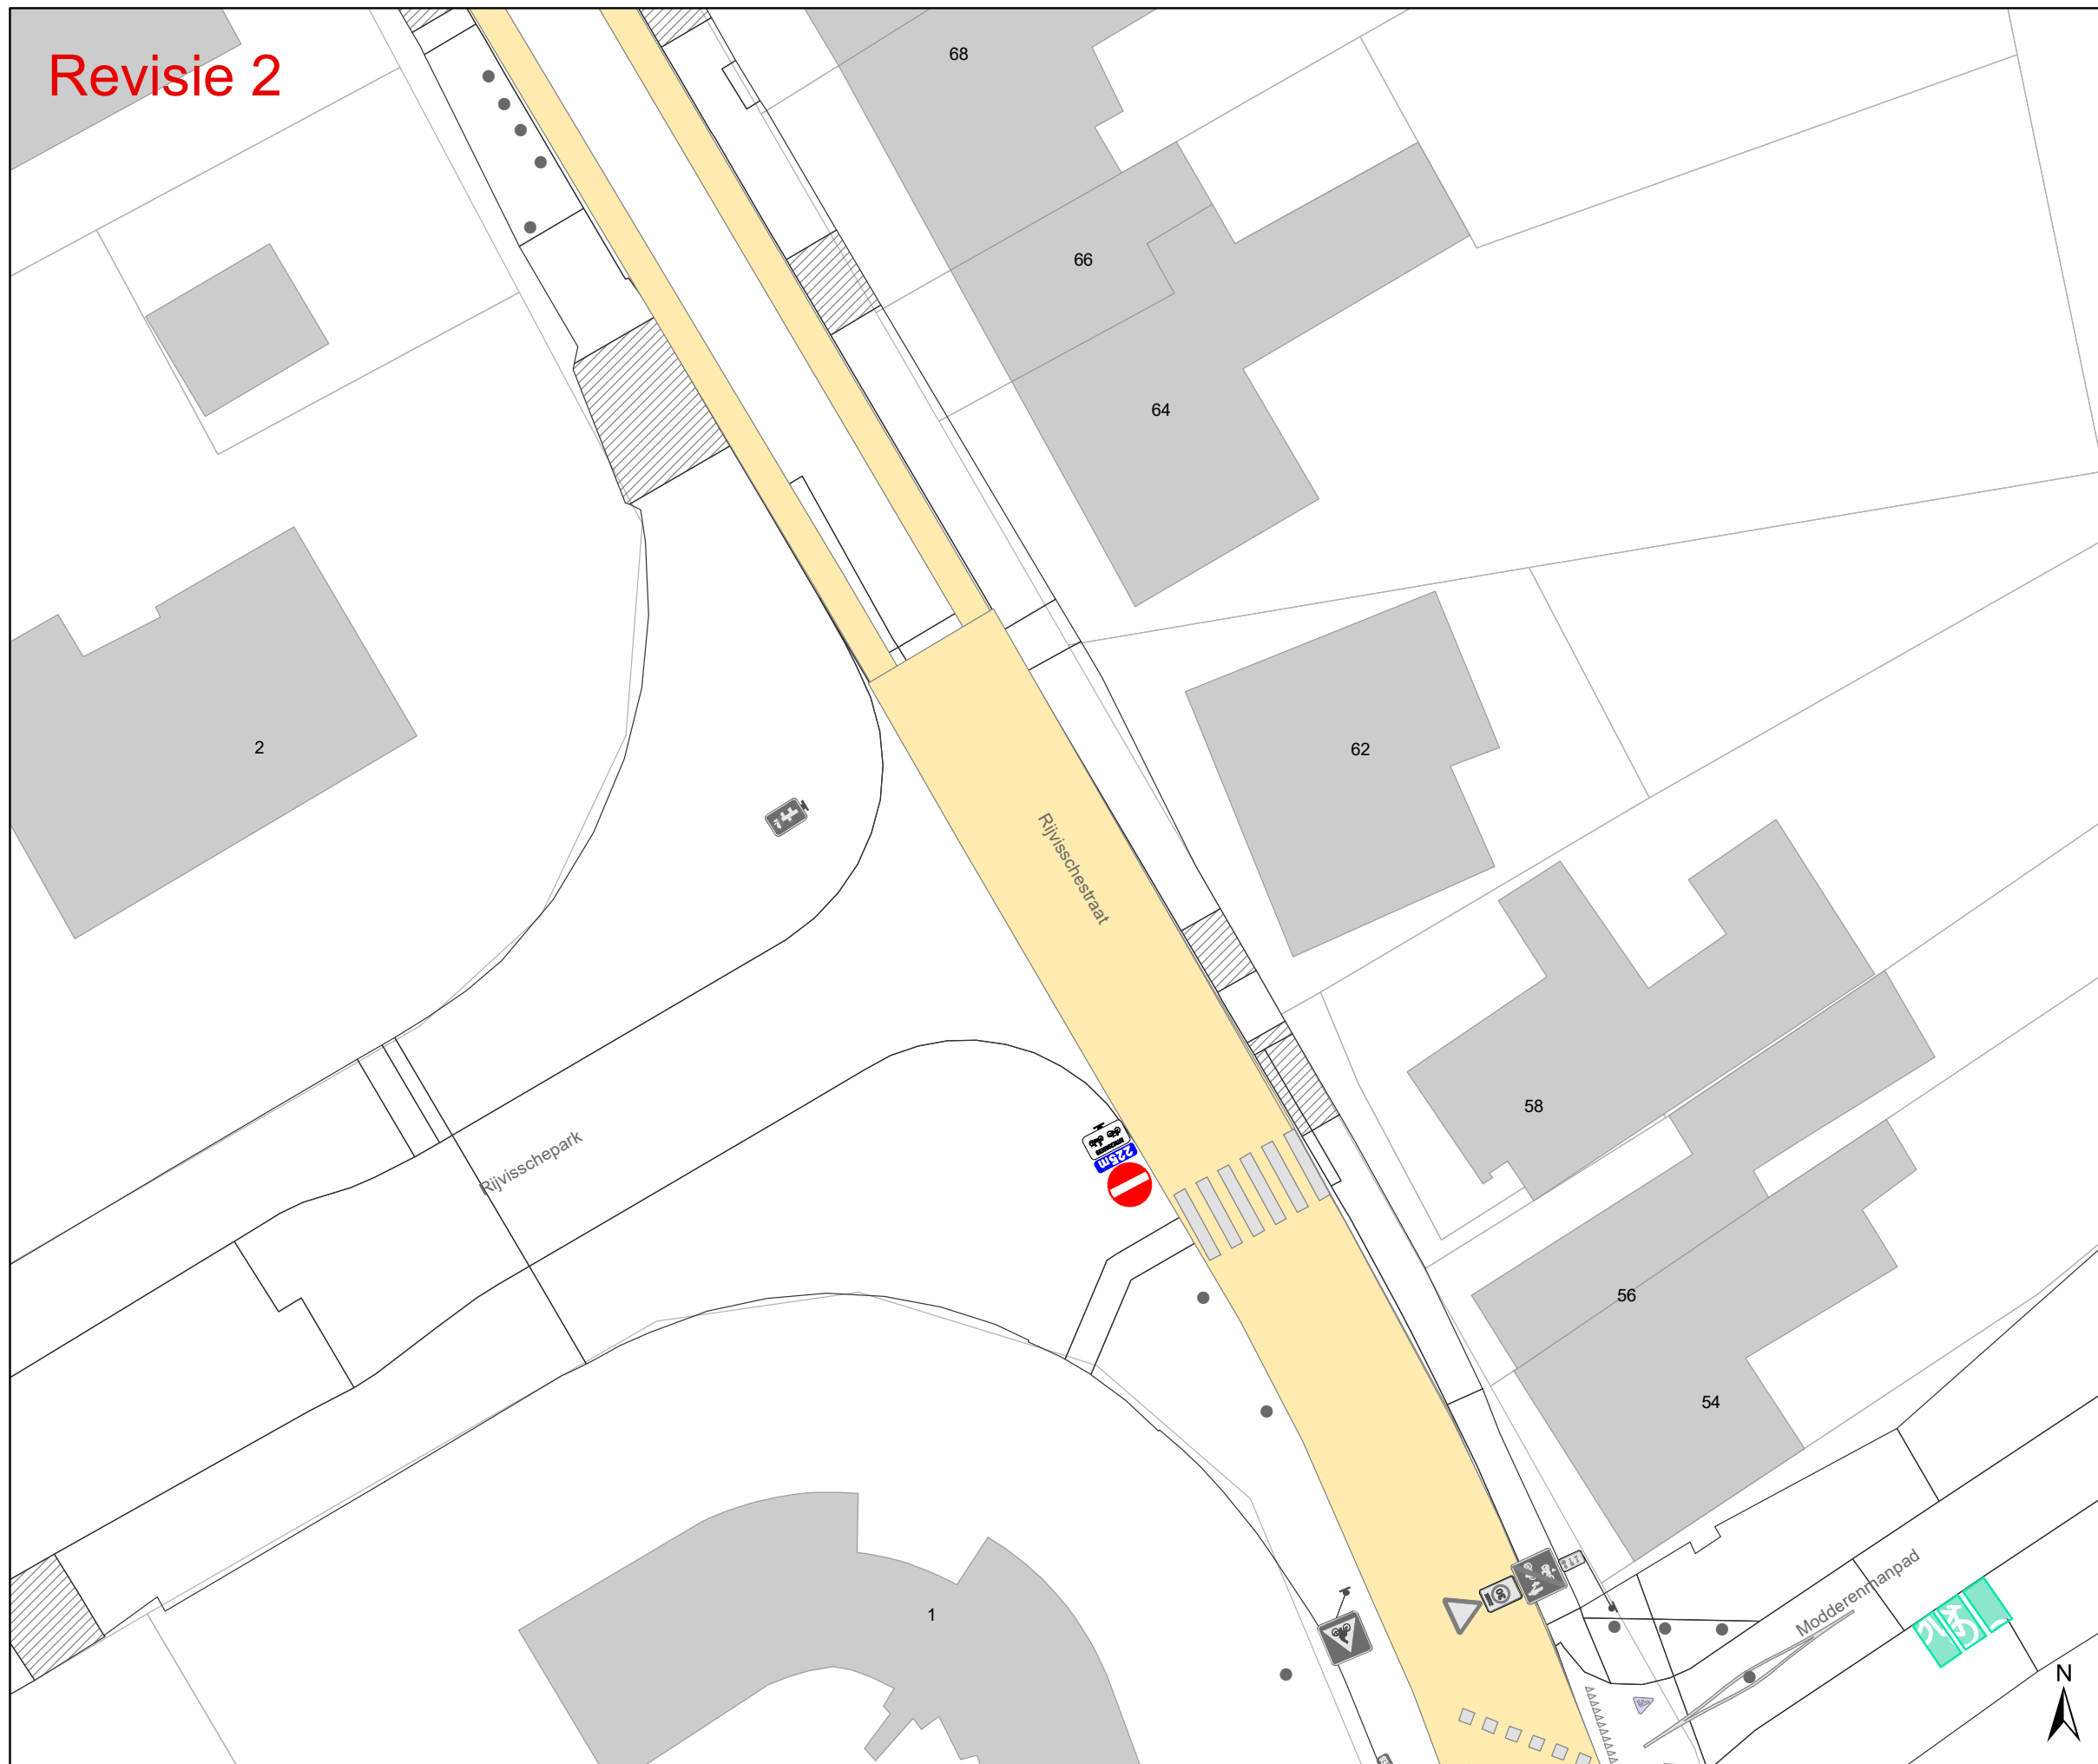 Revisie 2
68
66
64
62
2
Rijvisschestraat
58
Rijvisschepark
225m
56
54
Modderenmanpad
1
N